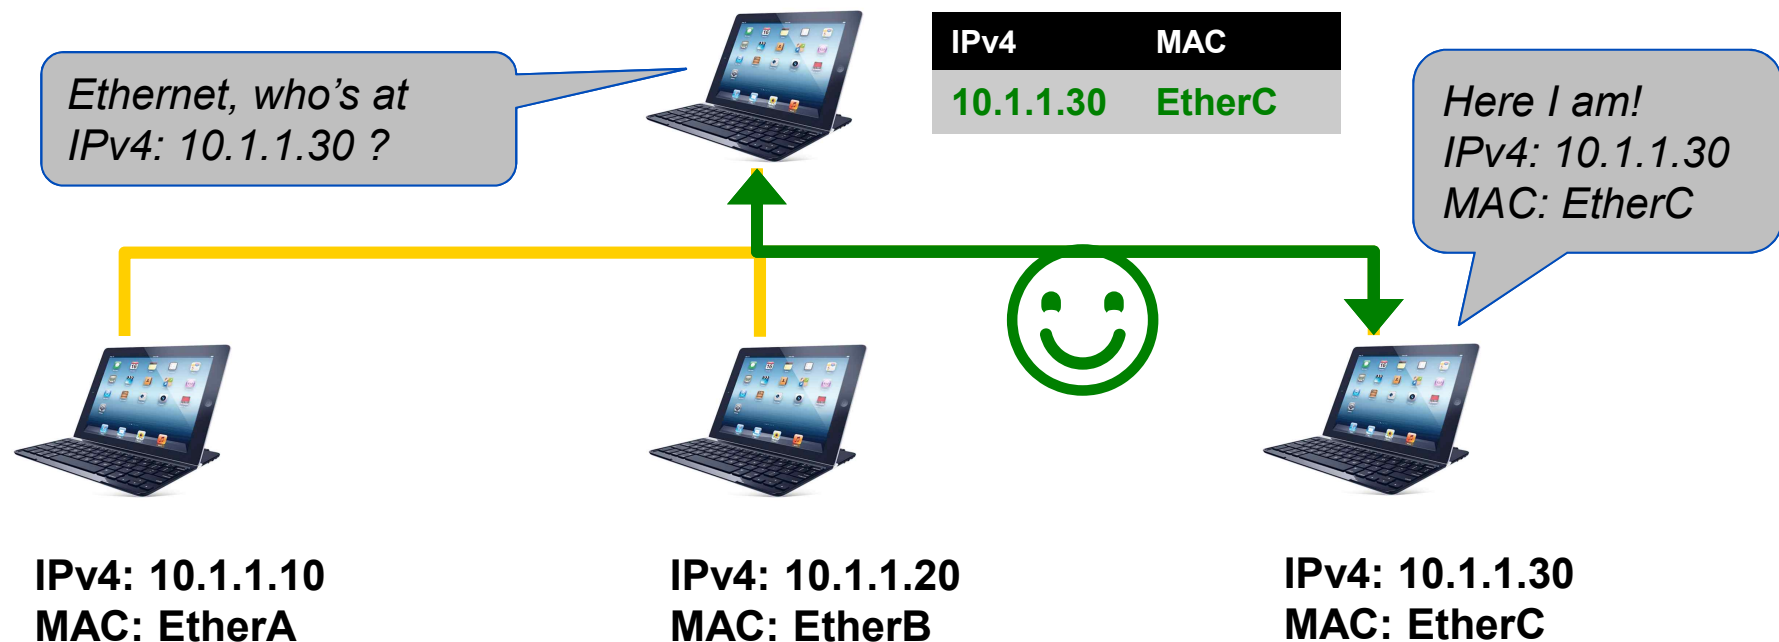 Ethernet, who's at
IPv4: 10.1.1.30 ?
IPv4 MAC
10.1.1.30 EtherC
Here I am!
IPv4: 10.1.1.30
MAC: EtherC
IPv4: 10.1.1.10
MAC: EtherA
IPv4: 10.1.1.20
MAC: EtherB
IPv4: 10.1.1.30
MAC: EtherC